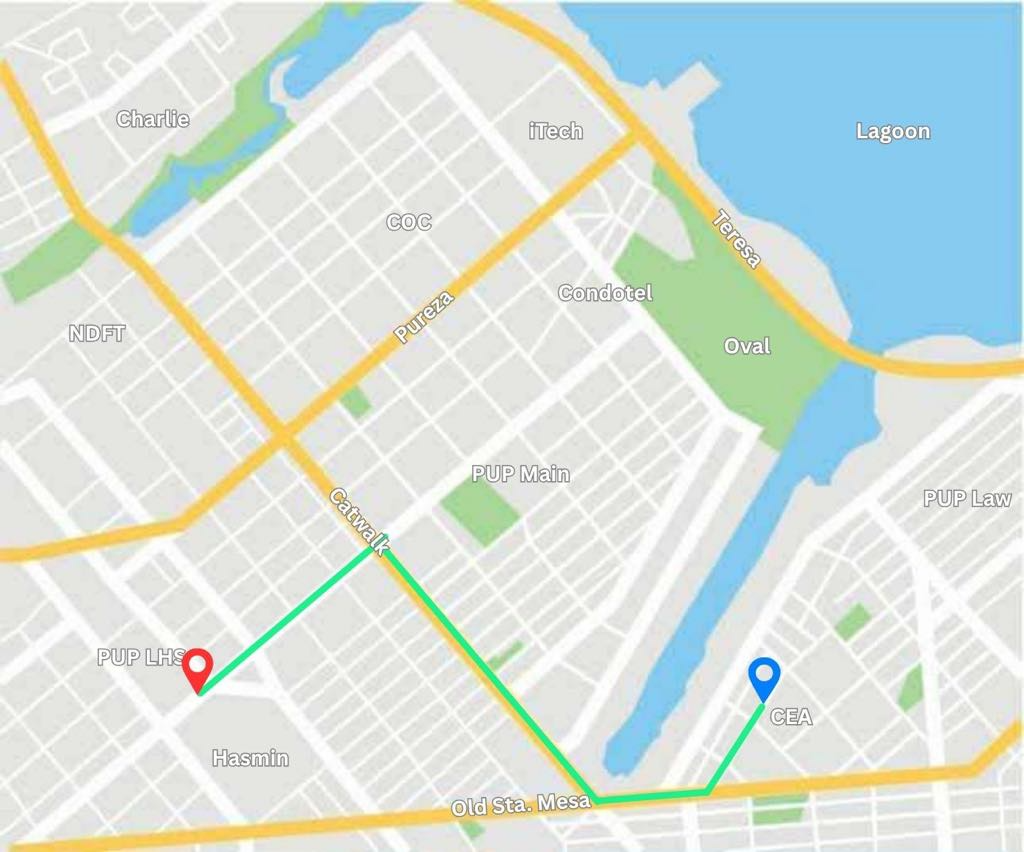 Charlie
iTech
Lagoon
COC
Teresa
Condotel
Pureza
NDFT
Oval
PUP Main
PUP Law
Catwalk
PUP LHS
CEA
Hasmin
Old Sta. Mesa